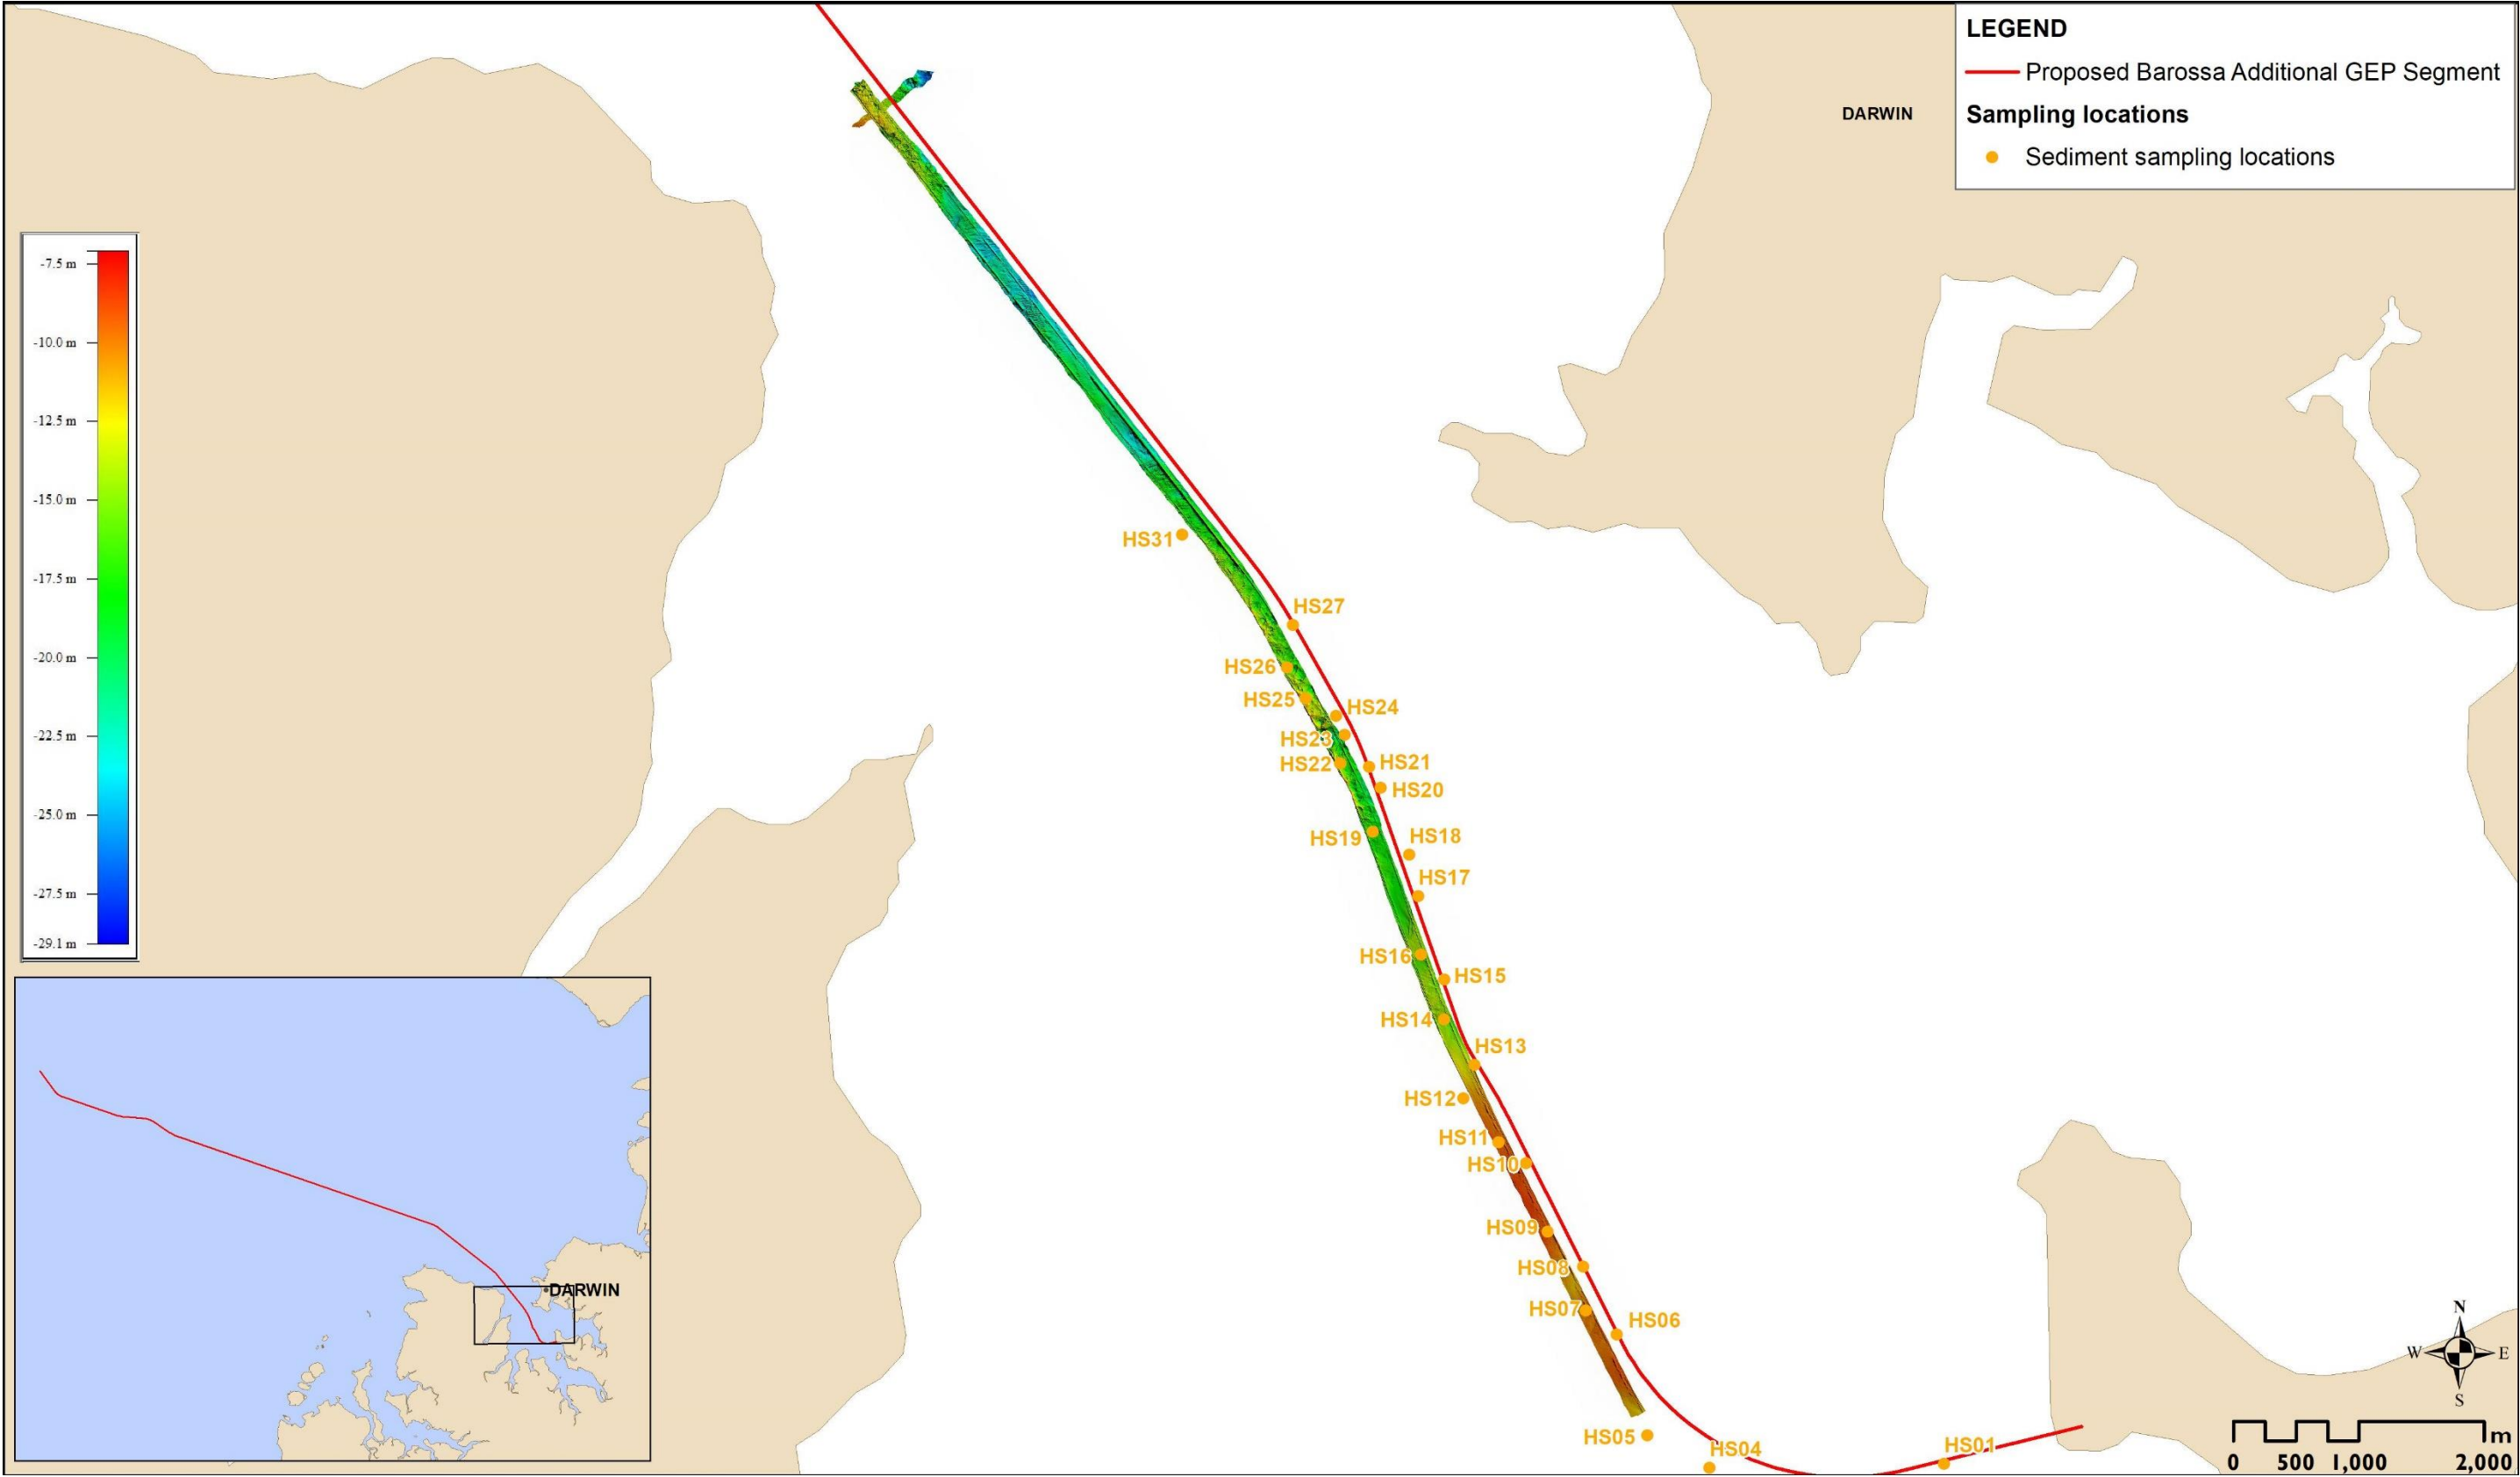 LEGEND
Proposed Barossa Additional GEP Segment
Sampling locations
Sediment sampling locations
DARWIN
-7.5 m
-10.0 m
-12.5 m
-15.0 m
-17.5 m
-20.0 m
-22.5 m
-25.0 m
-27.5 m
-29.1 m
HS31
HS27
HS26
HS25
HS24
HS23
HS22
HS21
HS20
HS19
HS18
HS17
HS16
HS15
HS14
HS13
HS12
HS11
HS10
HS09
HS08
HS07
HS06
HS05
HS04
HS01
DARWIN
N
W E
S
m
0 500 1,000 2,000